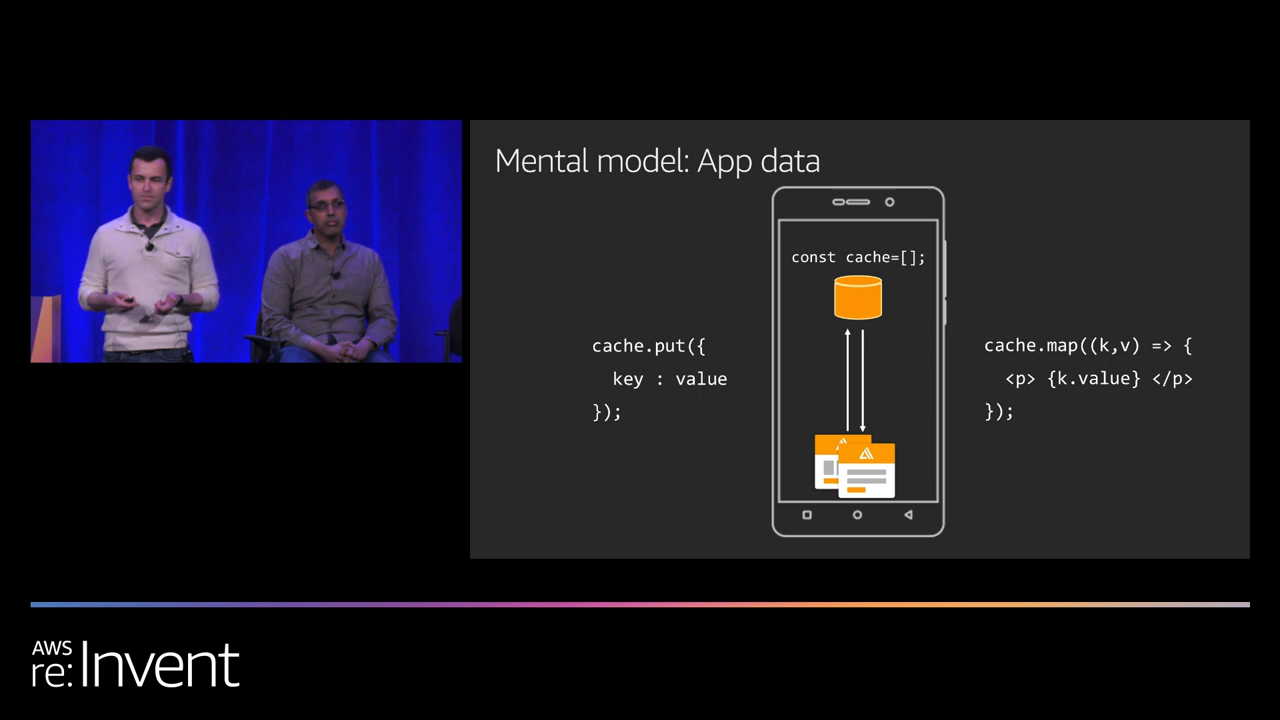 Mental model: App data
const cache=[];
cache.put({
key : value
});
cache.map((k,v) => {
<p> {k.value} </p>
});
AWS
re:Invent